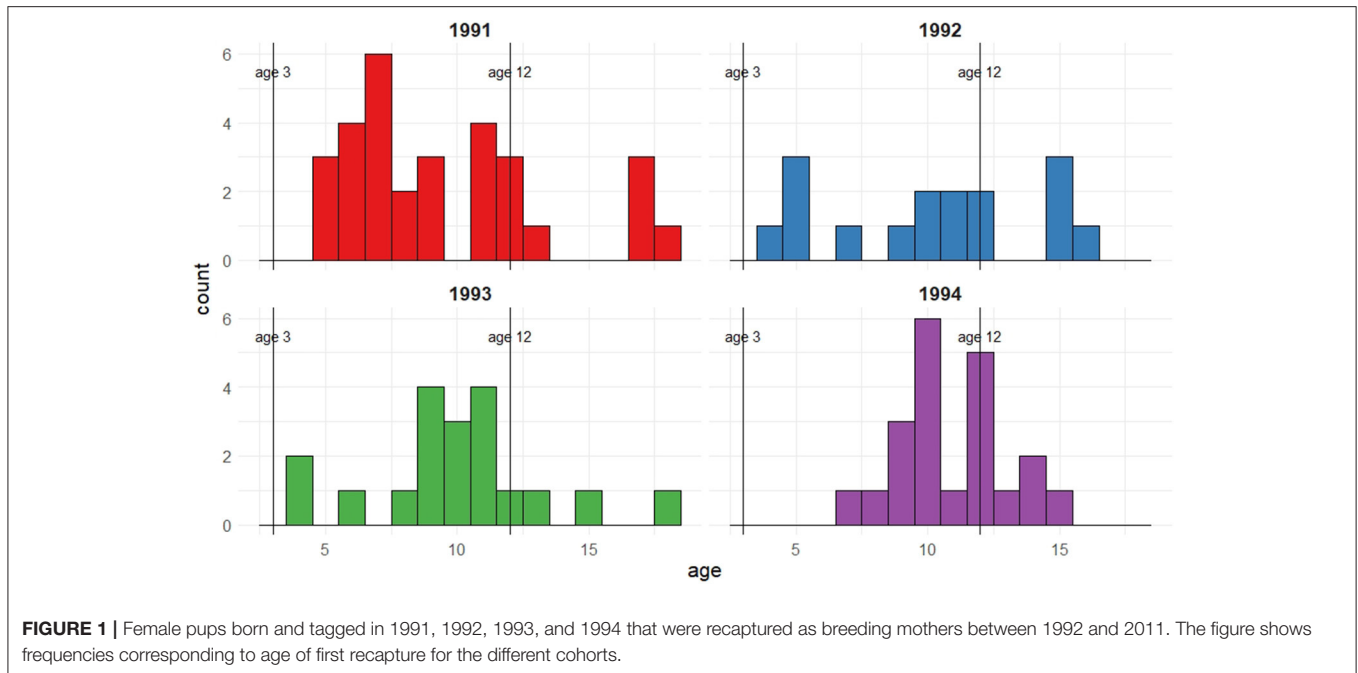 1991
1992
6
age 3
age 12
age 3
age 12
4
2
0
count
1993
1994
6
age 3
age 12
age 3
age 12
4
2
0
5
10
15
5
10
15
age
FIGURE 1 | Female pups born and tagged in 1991, 1992, 1993, and 1994 that were recaptured as breeding mothers between 1992 and 2011. The figure shows
frequencies corresponding to age of first recapture for the different cohorts.